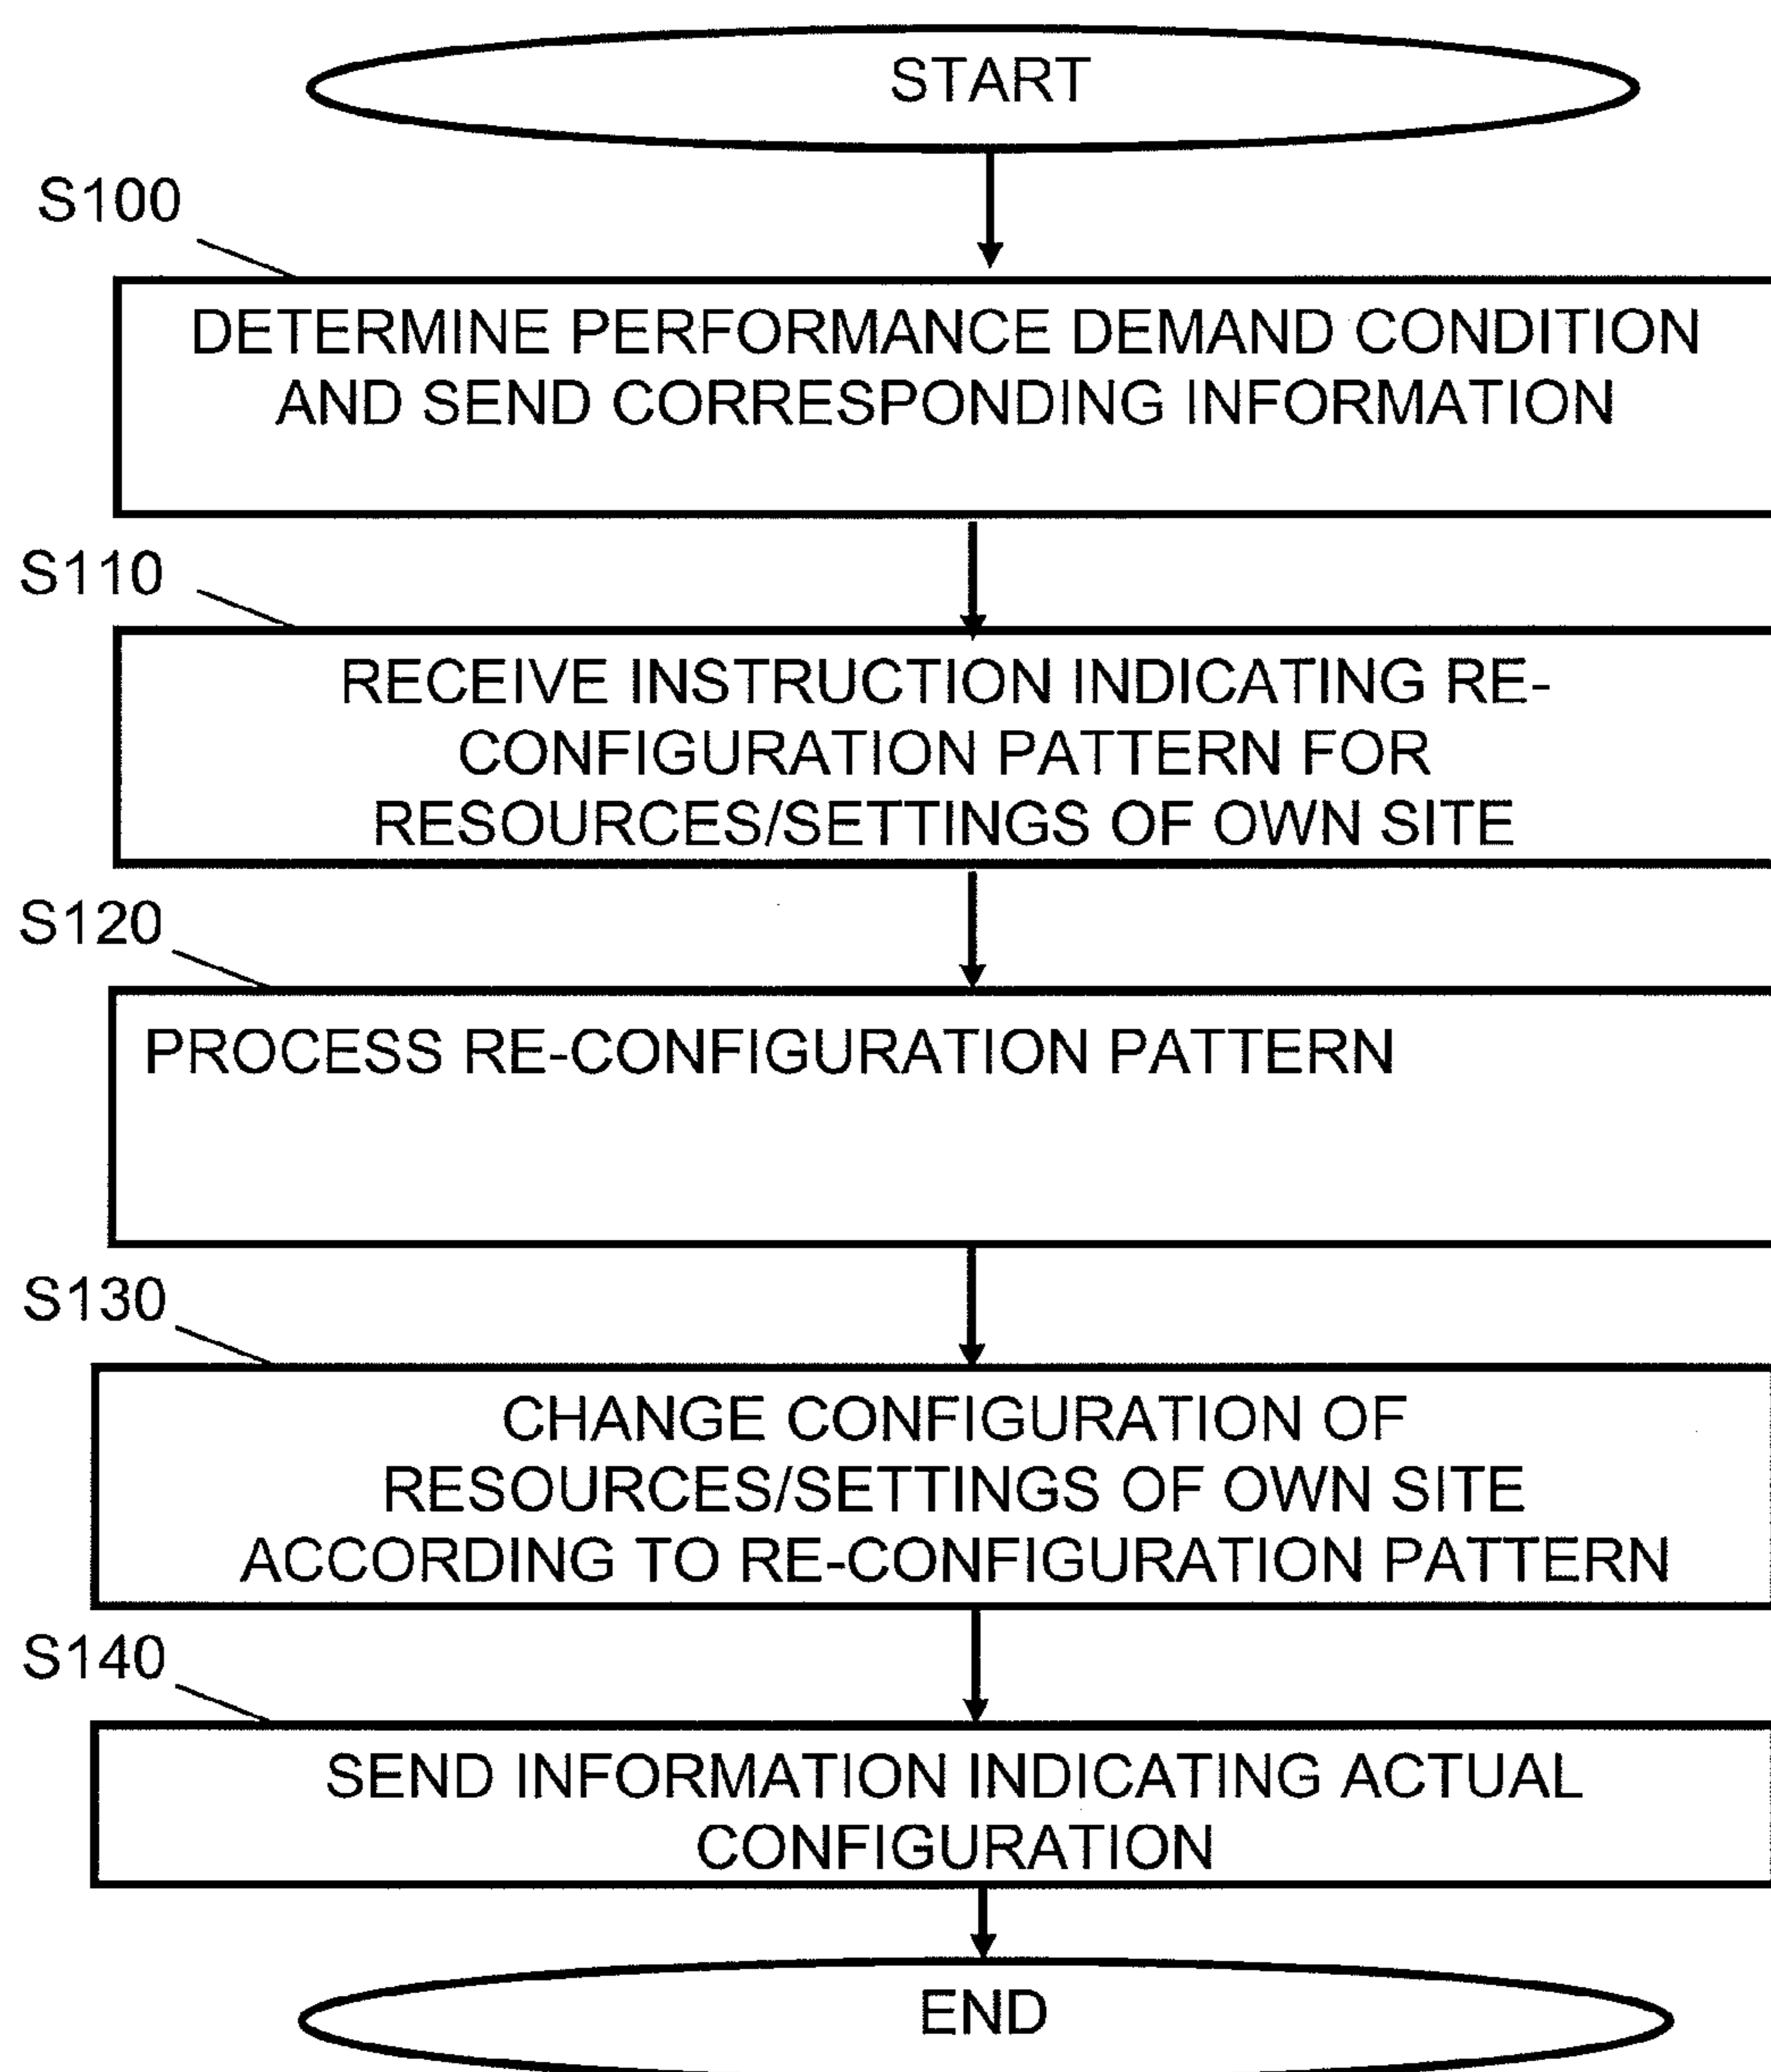 START
S100
DETERMINE PERFORMANCE DEMAND CONDITION
AND SEND CORRESPONDING INFORMATION
S110
RECEIVE INSTRUCTION INDICATING RE-
CONFIGURATION PATTERN FOR
RESOURCES/SETTINGS OF OWN SITE
S120
PROCESS RE-CONFIGURATION PATTERN
S130
CHANGE CONFIGURATION OF
RESOURCES/SETTINGS OF OWN SITE
ACCORDING TO RE-CONFIGURATION PATTERN
S140
SEND INFORMATION INDICATING ACTUAL
CONFIGURATION
END